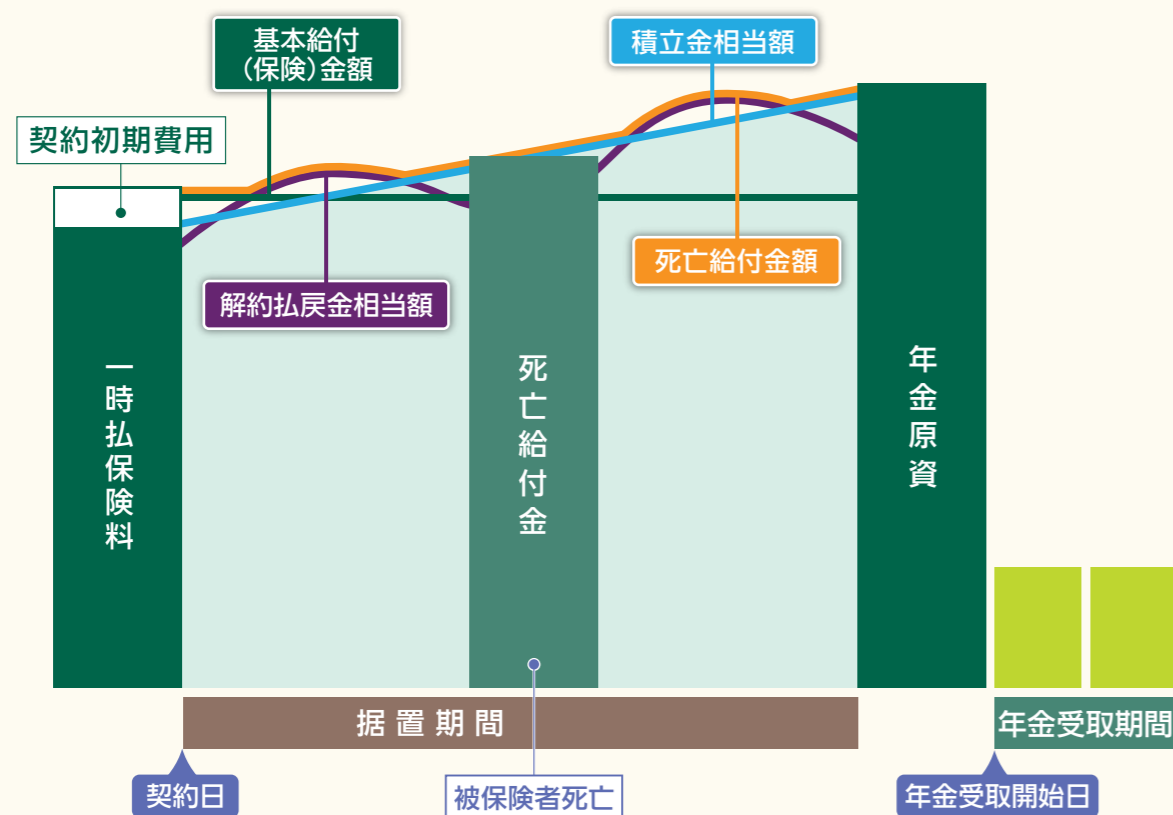 基本給付
(保険)金額
積立金相当額
契約初期費用
死亡給付金額
解約払戻金相当額
一時払保険料
死亡給付金
年金原資
据置期間
年金受取期間
契約日
被保険者死亡
年金受取開始日